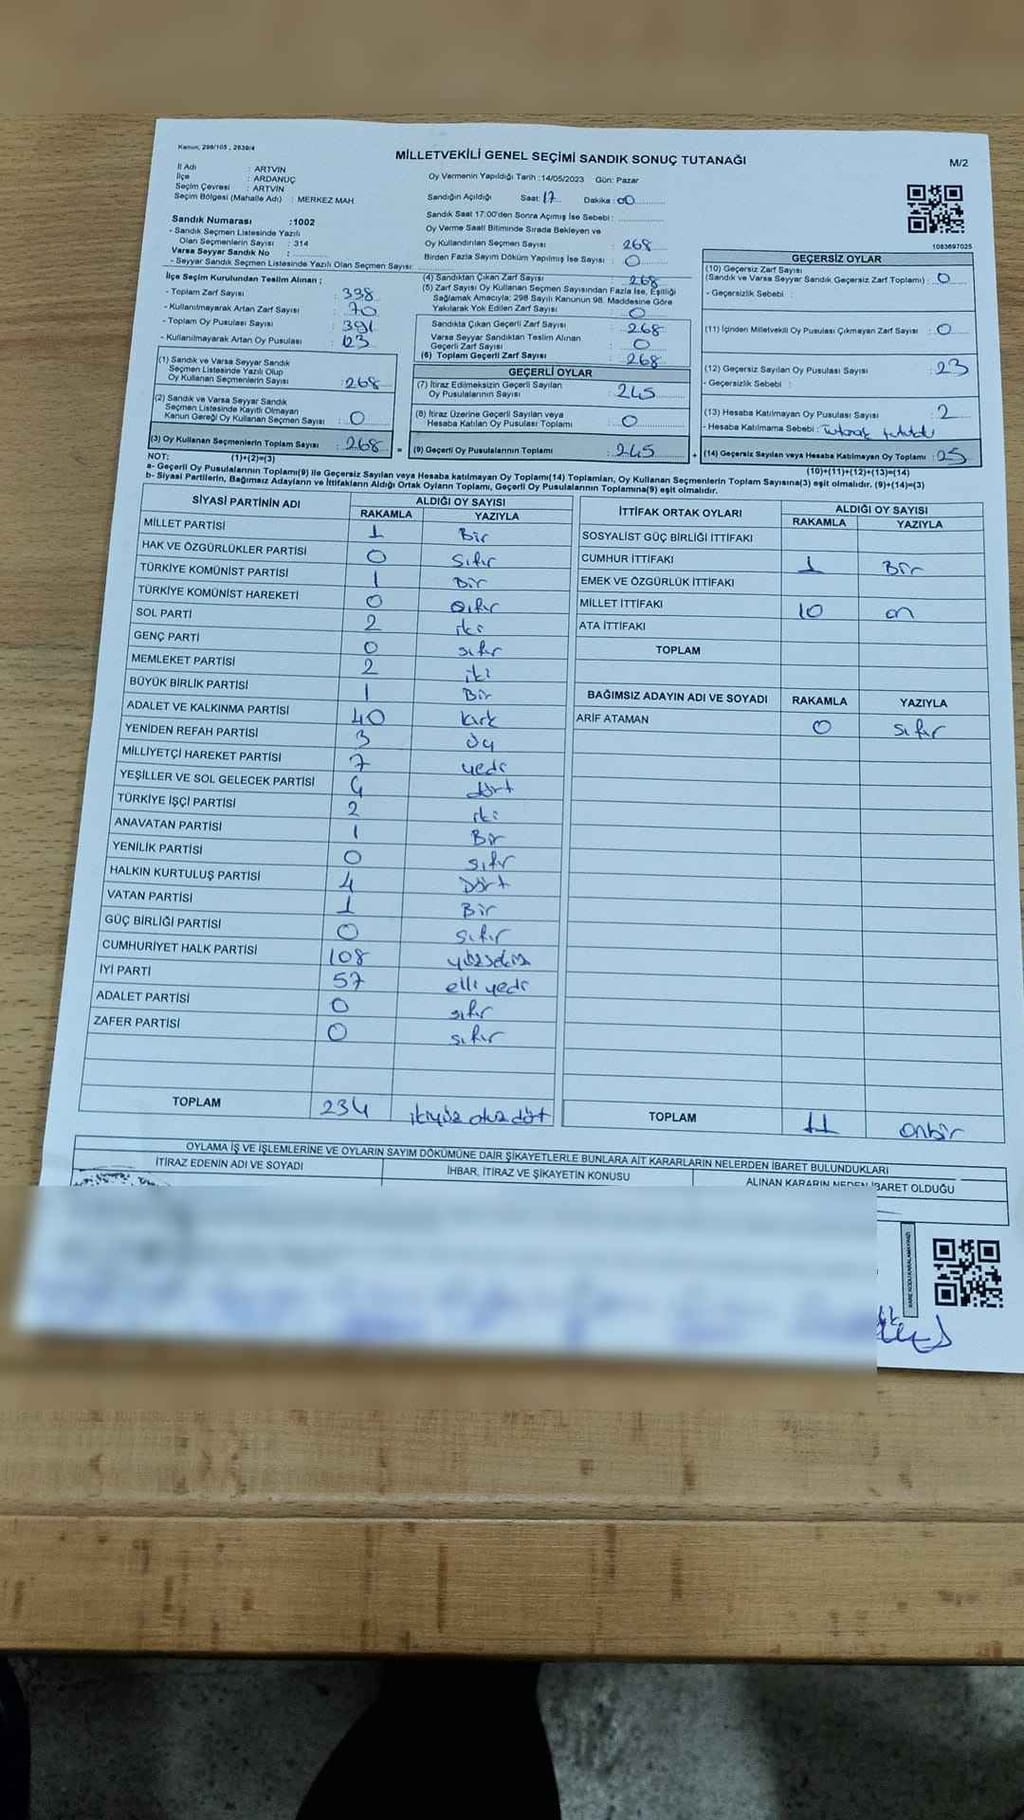 Kanun, 298/105 , 2839/4
MİLLETVEKİLİ GENEL SEÇİMİ SANDIK SONUÇ TUTANAĞI
M/2
İl Adı : ARTVİN
İlçe : ARDANUÇ
Seçim Çevresi : ARTVİN
Seçim Bölgesi (Mahalle Adı) : MERKEZ MAH
Sandık Numarası :1002
- Sandık Seçmen Listesinde Yazılı
Olan Seçmenlerin Sayısı : 314
Varsa Seyyar Sandık No :
- Seyyar Sandık Seçmen Listesinde Yazılı Olan Seçmen Sayısı:
Oy Vermenin Yapıldığı Tarih :14/05/2023 Gün: Pazar
Sandığın Açıldığı Saat: 17 Dakika : 00
Sandık Saat 17:00'den Sonra Açmış İse Sebebi :
Oy Verme Saati Bitiminde Sırada Bekleyen ve
Oy Kullandırılan Seçmen Sayısı : 268
Birden Fazla Sayım Döküm Yapılmış İse Sayısı : 0
1083697025
İlçe Seçim Kurulundan Teslim Alınan ;
- Toplam Zarf Sayısı : 338
- Kullanılmayarak Artan Zarf Sayısı : 70
- Toplam Oy Pusulası Sayısı : 391
- Kullanılmayarak Artan Oy Pusulası : 123
(1) Sandık ve Varsa Seyyar Sandık
Seçmen Listesinde Yazılı Olup
Oy Kullanan Seçmenlerin Sayısı : 268
(2) Sandık ve Varsa Seyyar Sandık
Seçmen Listesinde Kayıtlı Olmayan
Kanun Gereği Oy Kullanan Seçmen Sayısı : 0
(3) Oy Kullanan Seçmenlerin Toplam Sayısı : 268
(1)+(2)=(3)
(4) Sandıktan Çıkan Zarf Sayısı : 268
(5) Zarf Sayısı Oy Kullanan Seçmen Sayısından Fazla İse, Eşitliği
Sağlamak Amacıyla; 298 Sayılı Kanunun 98. Maddesine Göre
Yakılarak Yok Edilen Zarf Sayısı : 0
Sandıkta Çıkan Geçerli Zarf Sayısı : 268
Varsa Seyyar Sandıktan Teslim Alınan
Geçerli Zarf Sayısı : 0
(6) Toplam Geçerli Zarf Sayısı : 268
GEÇERLİ OYLAR
(7) İtiraz Edilmeksizin Geçerli Sayılan
Oy Pusulalarının Sayısı : 245
(8) İtiraz Üzerine Geçerli Sayılan veya
Hesaba Katılan Oy Pusulası Toplamı : 0
(9) Geçerli Oy Pusulalarının Toplamı : 245
GEÇERSİZ OYLAR
(10) Geçersiz Zarf Sayısı
(Sandık ve Varsa Seyyar Sandık Geçersiz Zarf Toplamı) : 0
- Geçersizlik Sebebi :
(11) İçinden Milletvekili Oy Pusulası Çıkmayan Zarf Sayısı : 0
(12) Geçersiz Sayılan Oy Pusulası Sayısı : 23
- Geçersizlik Sebebi :
(13) Hesaba Katılmayan Oy Pusulası Sayısı : 2
- Hesaba Katılmama Sebebi :
(14) Geçersiz Sayılan veya Hesaba Katılmayan Oy Toplamı : 25
(10)+(11)+(12)+(13)=(14)
NOT:
a- Geçerli Oy Pusulalarının Toplamı(9) ile Geçersiz Sayılan veya Hesaba katılmayan Oy Toplamı(14) Toplamları, Oy Kullanan Seçmenlerin Toplam Sayısına(3) eşit olmalıdır. (9)+(14)=(3)
b- Siyasi Partilerin, Bağımsız Adayların ve İttifakların Aldığı Ortak Oyların Toplamı, Geçerli Oy Pusulalarının Toplamına(9) eşit olmalıdır.
SİYASİ PARTİNİN ADI ALDIĞI OY SAYISI
RAKAMLA YAZIYLA
MİLLET PARTİSİ 1 Bir
HAK VE ÖZGÜRLÜKLER PARTİSİ 0 Sıfır
TÜRKİYE KOMÜNİST PARTİSİ 1 Bir
TÜRKİYE KOMÜNİST HAREKETİ 0 Sıfır
SOL PARTİ 2 iki
GENÇ PARTİ 0 sıfır
MEMLEKET PARTİSİ 2 iki
BÜYÜK BİRLİK PARTİSİ 1 Bir
ADALET VE KALKINMA PARTİSİ 40 kırk
YENİDEN REFAH PARTİSİ 3 üç
MİLLİYETÇİ HAREKET PARTİSİ 7 yedi
YEŞİLLER VE SOL GELECEK PARTİSİ 4 dört
TÜRKİYE İŞÇİ PARTİSİ 2 iki
ANAVATAN PARTİSİ 1 Bir
YENİLİK PARTİSİ 0 sıfır
HALKIN KURTULUŞ PARTİSİ 4 Dört
VATAN PARTİSİ 1 Bir
GÜÇ BİRLİĞİ PARTİSİ 0 sıfır
CUMHURİYET HALK PARTİSİ 108 yüzsekiz
İYİ PARTİ 57 elli yedi
ADALET PARTİSİ 0 sıfır
ZAFER PARTİSİ 0 sıfır
TOPLAM 234 ikiyüz otuz dört
İTTİFAK ORTAK OYLARI ALDIĞI OY SAYISI
RAKAMLA YAZIYLA
SOSYALİST GÜÇ BİRLİĞİ İTTİFAKI
CUMHUR İTTİFAKI 1 Bir
EMEK VE ÖZGÜRLÜK İTTİFAKI
MİLLET İTTİFAKI 10 on
ATA İTTİFAKI
TOPLAM
BAĞIMSIZ ADAYIN ADI VE SOYADI RAKAMLA YAZIYLA
ARİF ATAMAN 0 sıfır
TOPLAM 11 onbir
OYLAMA İŞ VE İŞLEMLERİNE VE OYLARIN SAYIM DÖKÜMÜNE DAİR ŞİKAYETLERLE BUNLARA AİT KARARLARIN NELERDEN İBARET BULUNDUKLARI
İTİRAZ EDENİN ADI VE SOYADI İHBAR, İTİRAZ VE ŞİKAYETİN KONUSU ALINAN KARARIN NEDEN İBARET OLDUĞU